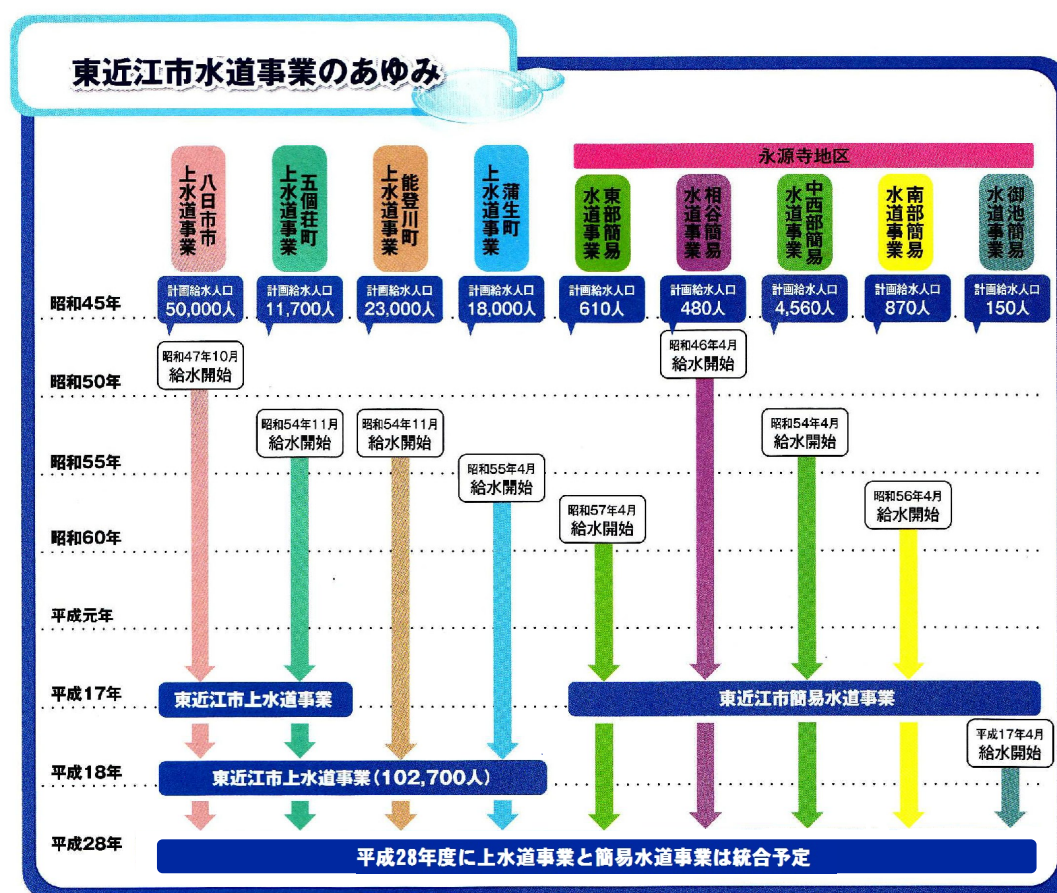 東近江市水道事業のあゆみ
永源寺地区
八日市市
上水道事業
五個荘町
上水道事業
能登川町
上水道事業
蒲生町
上水道事業
東部簡易
水道事業
相谷簡易
水道事業
中西部簡易
水道事業
南部簡易
水道事業
御池簡易
水道事業
昭和45年
計画給水人口
50,000人
計画給水人口
11,700人
計画給水人口
23,000人
計画給水人口
18,000人
計画給水人口
610人
計画給水人口
480人
計画給水人口
4,560人
計画給水人口
870人
計画給水人口
150人
昭和47年10月
給水開始
昭和46年4月
給水開始
昭和50年
昭和54年11月
給水開始
昭和54年11月
給水開始
昭和54年4月
給水開始
昭和55年
昭和55年4月
給水開始
昭和57年4月
給水開始
昭和56年4月
給水開始
昭和60年
平成元年
平成17年
東近江市上水道事業
東近江市簡易水道事業
平成17年4月
給水開始
平成18年
東近江市上水道事業(102,700人)
平成28年
平成28年度に上水道事業と簡易水道事業は統合予定